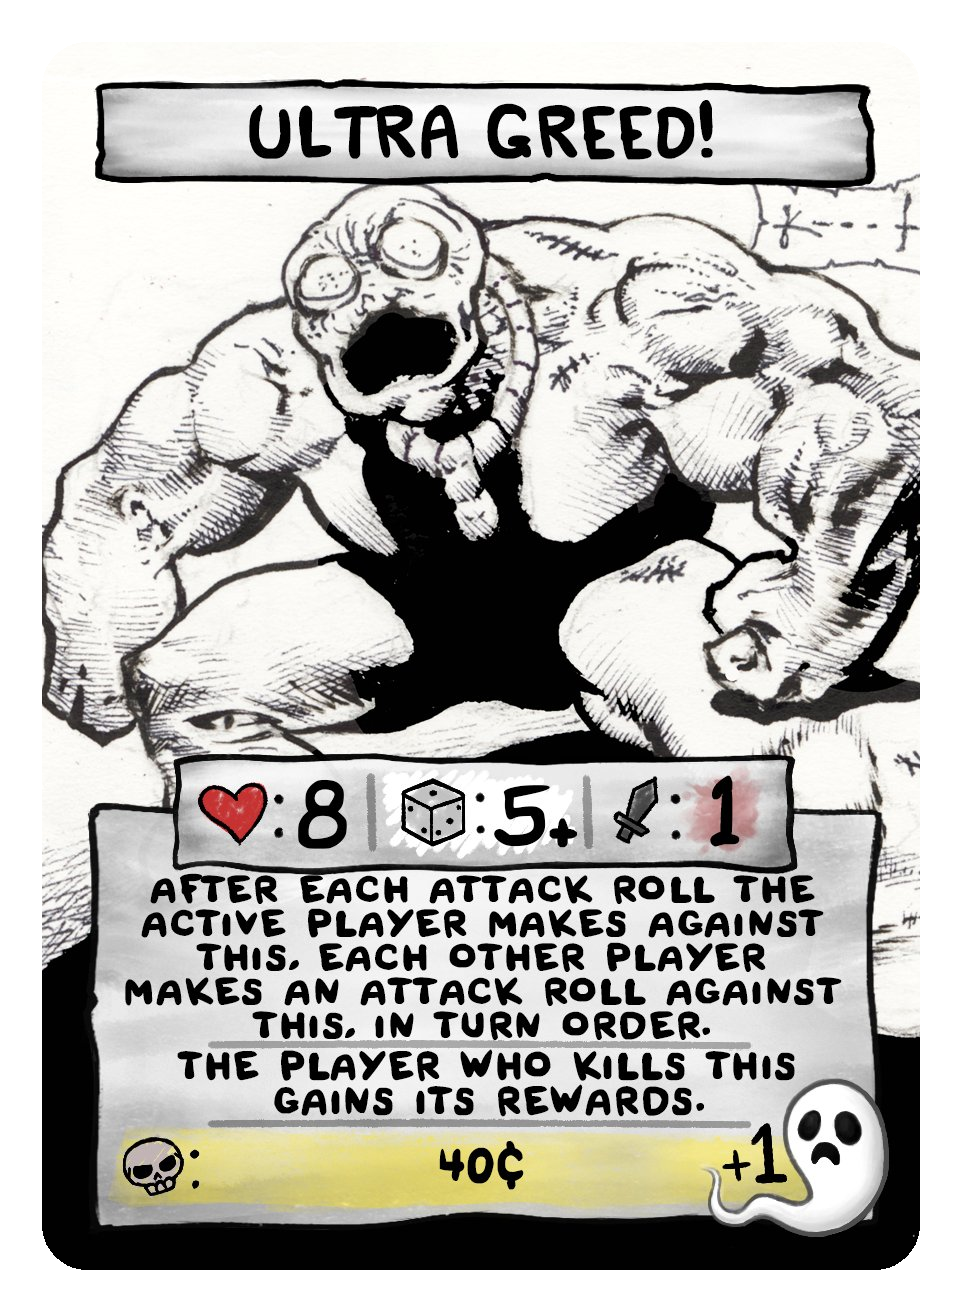 ULTRA GREED!
: 8 : 5+ : 1
AFTER EACH ATTACK ROLL THE
ACTIVE PLAYER MAKES AGAINST
THIS, EACH OTHER PLAYER
MAKES AN ATTACK ROLL AGAINST
THIS, IN TURN ORDER.
THE PLAYER WHO KILLS THIS
GAINS ITS REWARDS.
: 40¢ +1